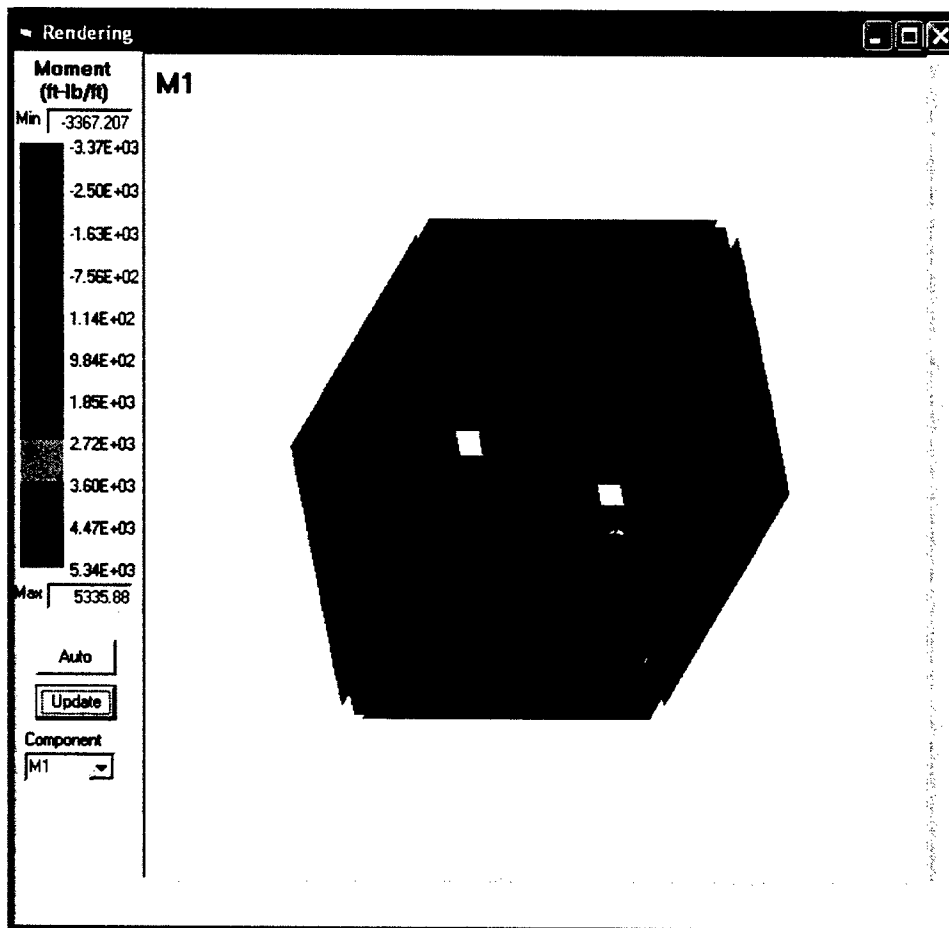 Rendering
Moment
(ft-lb/ft)
Min -3367.207
-3.37E+03
-2.50E+03
-1.63E+03
-7.56E+02
1.14E+02
9.84E+02
1.85E+03
2.72E+03
3.60E+03
4.47E+03
5.34E+03
Max 5335.88
Auto
Update
Component
M1
M1